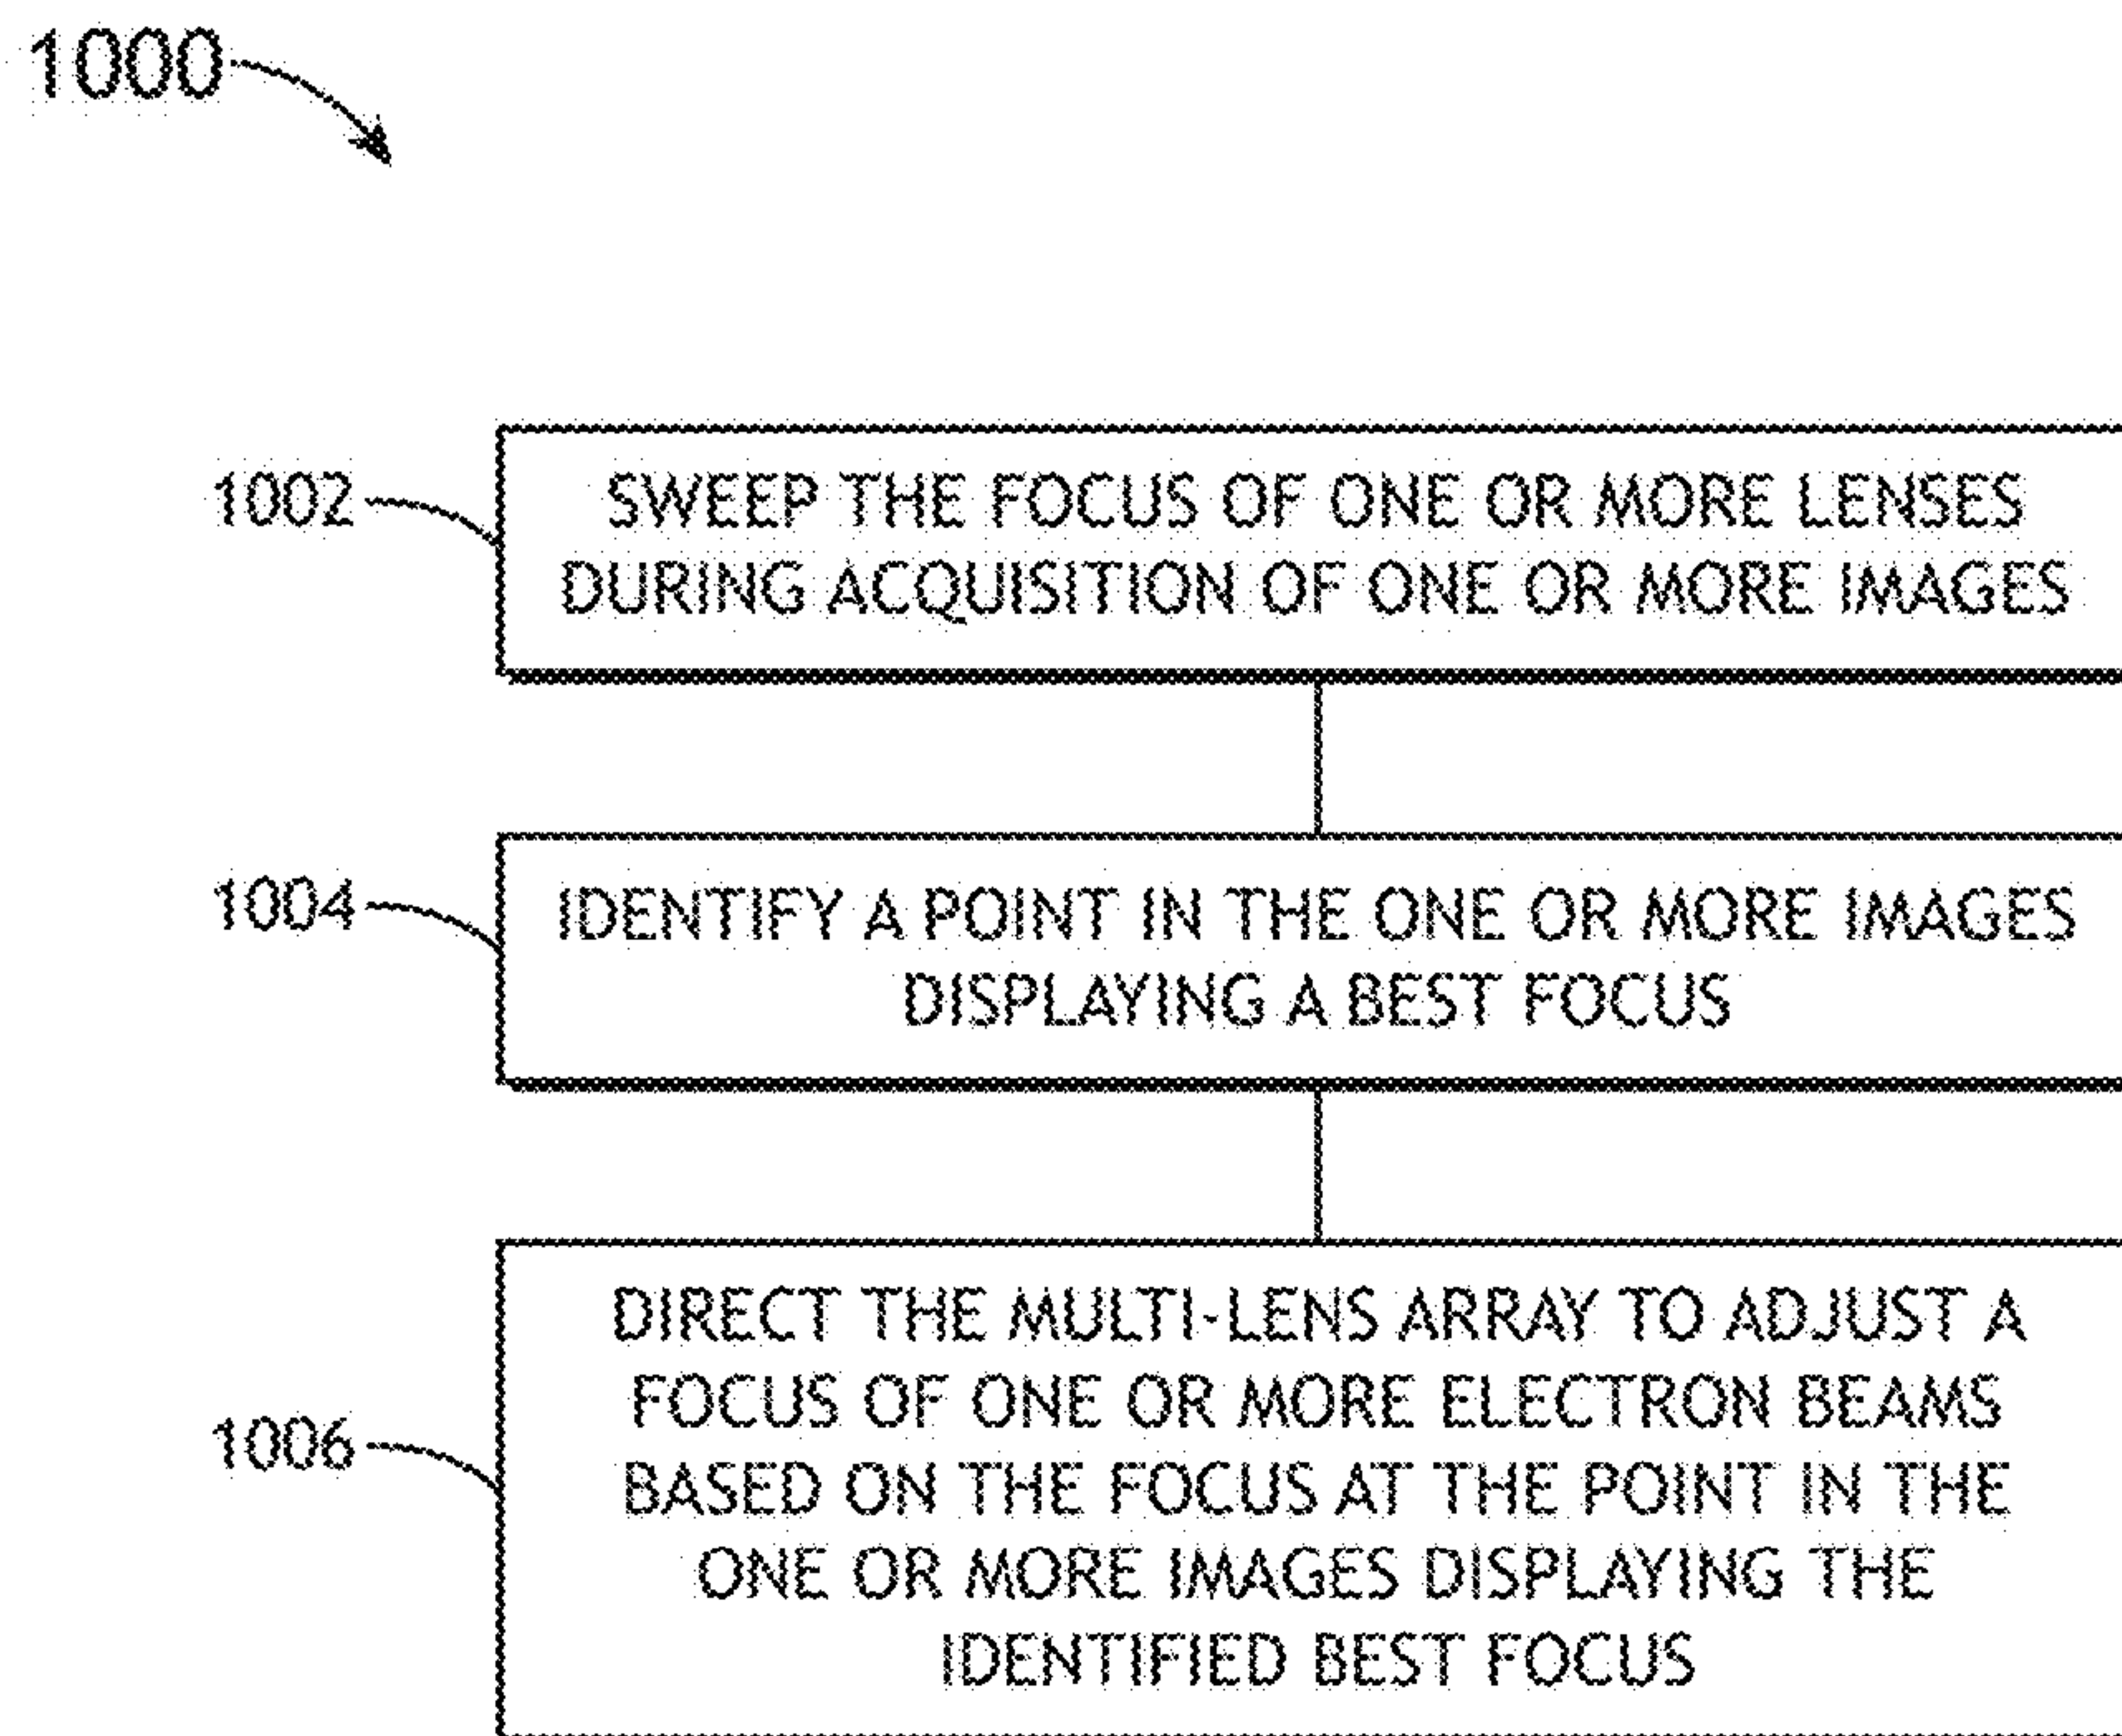 1000
1002
SWEEP THE FOCUS OF ONE OR MORE LENSES
DURING ACQUISITION OF ONE OR MORE IMAGES
1004
IDENTIFY A POINT IN THE ONE OR MORE IMAGES
DISPLAYING A BEST FOCUS
1006
DIRECT THE MULTI-LENS ARRAY TO ADJUST A
FOCUS OF ONE OR MORE ELECTRON BEAMS
BASED ON THE FOCUS AT THE POINT IN THE
ONE OR MORE IMAGES DISPLAYING THE
IDENTIFIED BEST FOCUS